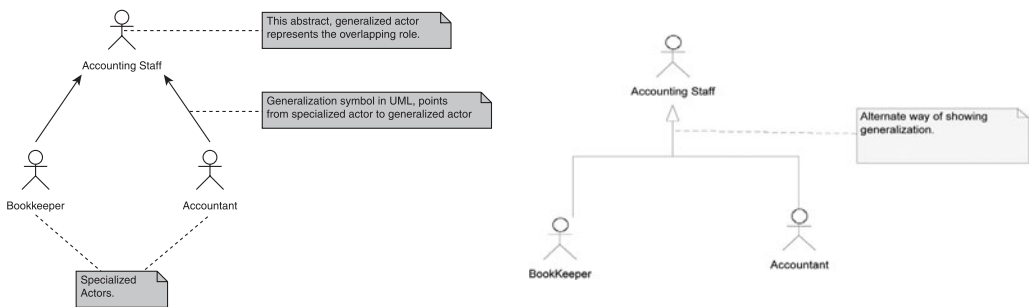 This abstract, generalized actor
represents the overlapping role.
Accounting Staff
Generalization symbol in UML, points
from specialized actor to generalized actor
Bookkeeper
Accountant
Specialized
Actors.
Accounting Staff
Alternate way of showing
generalization.
BookKeeper
Accountant